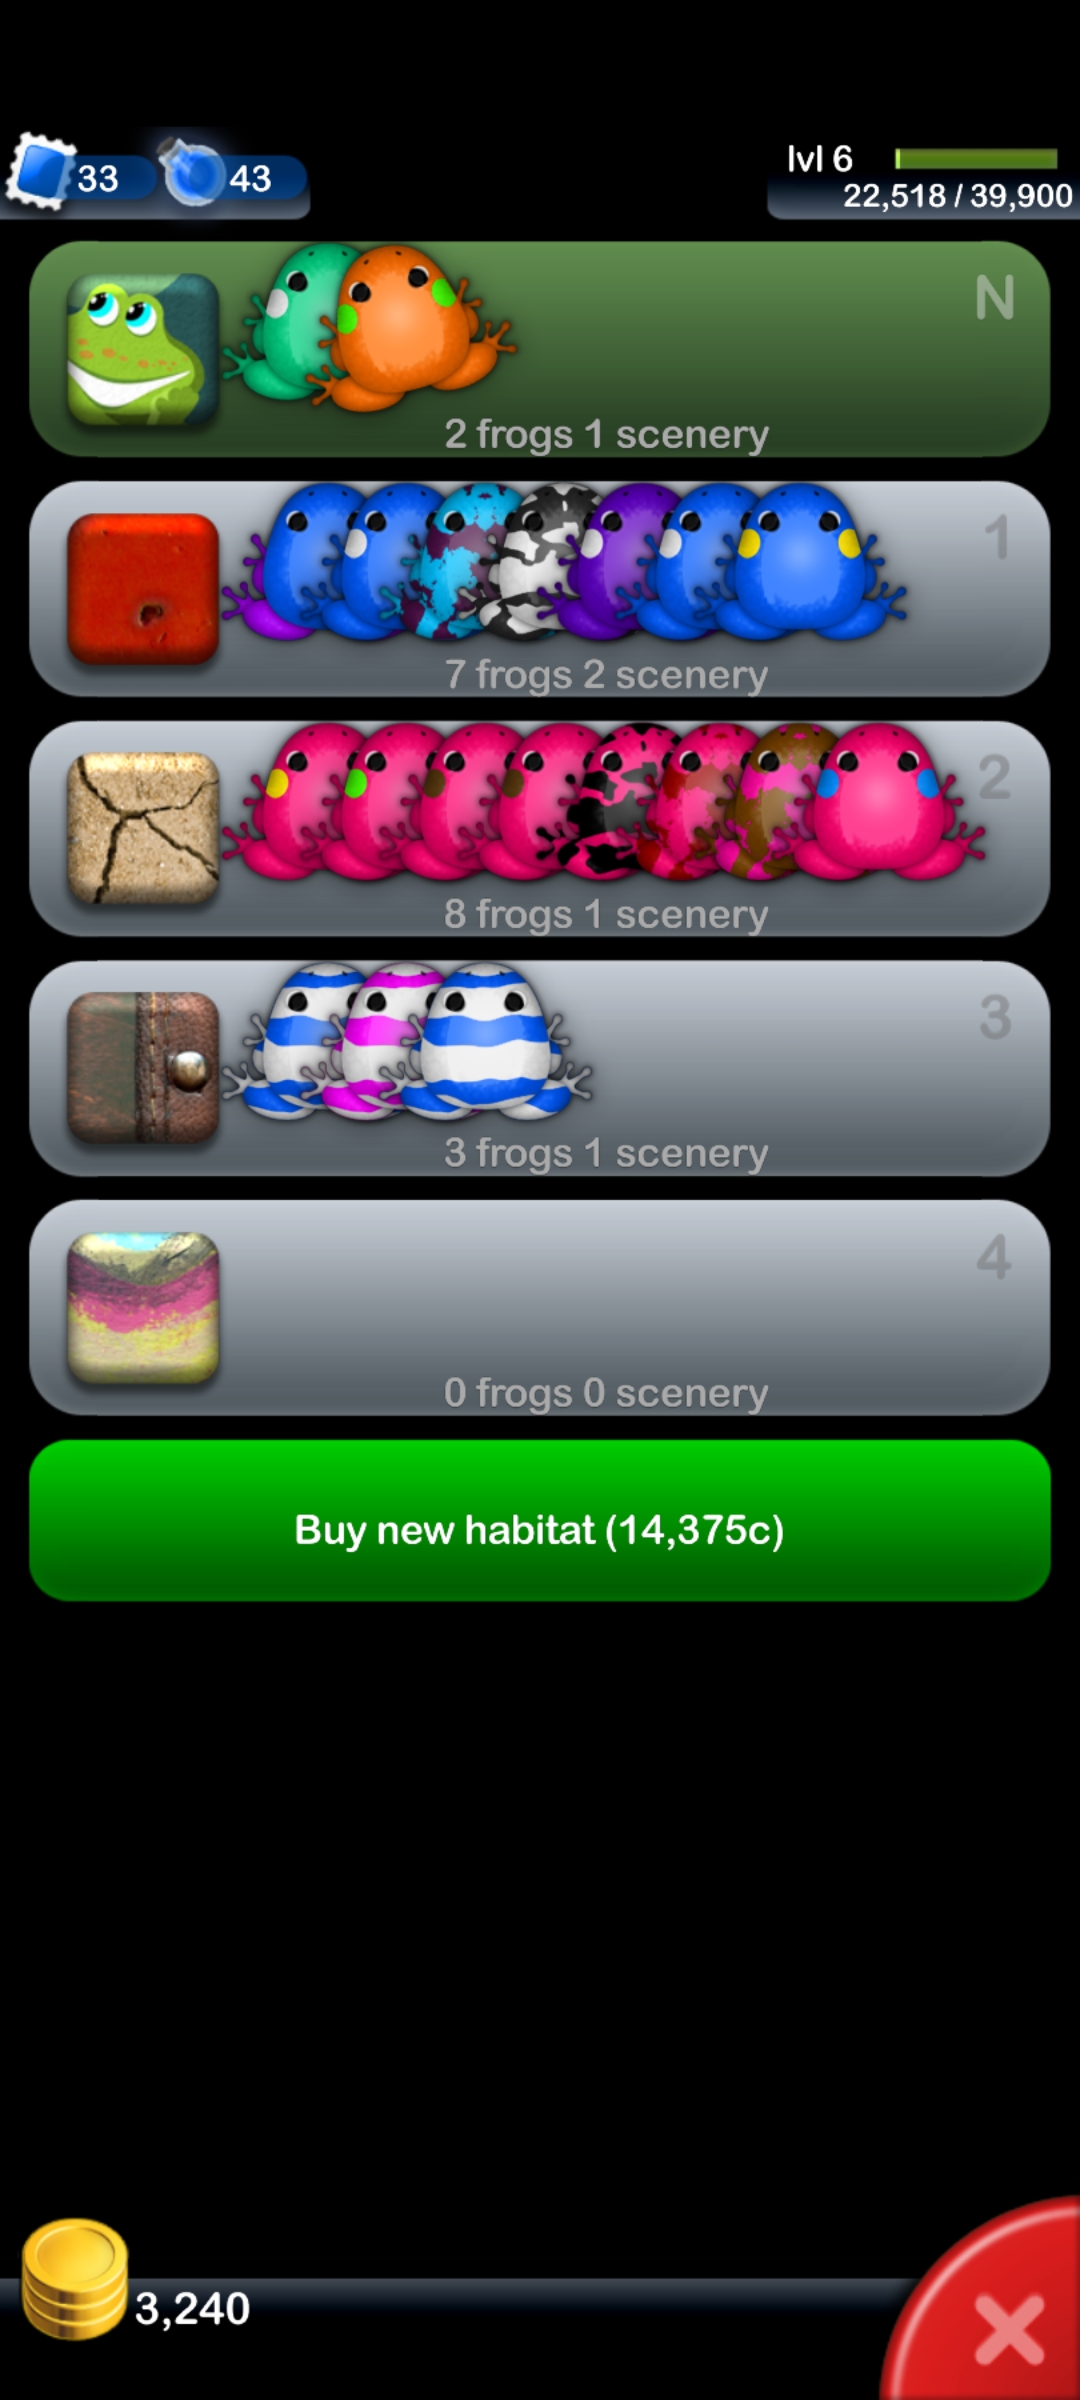 33
43
lvl 6
22,518 / 39,900
N
2 frogs 1 scenery
1
7 frogs 2 scenery
2
8 frogs 1 scenery
3
3 frogs 1 scenery
4
0 frogs 0 scenery
Buy new habitat (14,375c)
3,240